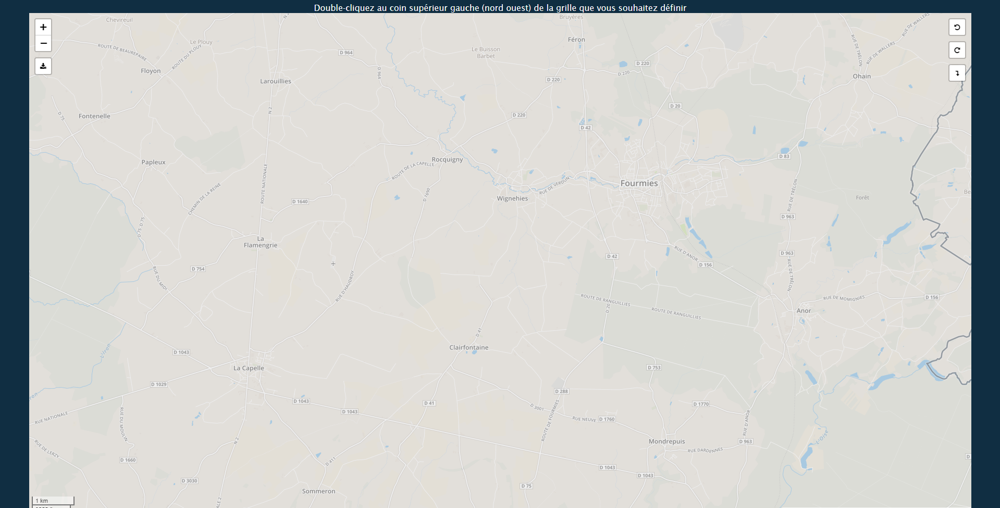 Double-cliquez au coin supérieur gauche (nord ouest) de la grille que vous souhaitez définir
+
−
Chevireuil
Bruyères
RUE DE WALLERS
Le Plouy
ROUTE DE BEAUREPAIRE
ROUTE DU PLOUY
Floyon
D 964
D 964
Le Buisson
Barbet
Féron
D 220
D 220
D 220
RUE DE TRÉLON
RUE DE WALLERS
Ohain
Larouillies
N 2
D 75
Fontenelle
D 220
D 20
D 42
Papleux
Rocquigny
ROUTE DE LA CAPELLE
ROUTE NATIONALE
CHEMIN DE LA REINE
D 1640
D 1690
Wignehies
RUE DE VERDUN
Fourmies
D 83
RUE DE TRÉLON
Forêt
Be
D 963
D 75
D 75
La
Flamengrie
D 754
RUE DU MIDI
RUE D'HAUDROY
D 42
RUE D'ANOR
D 156
D 963
RUE DE TRÉLON
ROUTE DE RANGUILLIES
ROUTE DE RANGUILLIES
D 20
RUE DE MOMIGNIES
D 156
Anor
D 41
Clairfontaine
L'Iron
D 1043
La Capelle
D 753
D 1029
D 288
D 1043
D 1043
D 41
D 3001
D 1770
RUE NATIONALE
RUE DU MOULIN
ROUTE DE FOURMIES
RUE NEUVE
D 1760
RUE D'ANOR
L'Oise
RUE DE LERZY
N 2
Mondrepuis
RUE DARDENNES
D 963
D 1660
D 411
D 1043
D 1043
D 3030
D 75
Sommeron
1 km